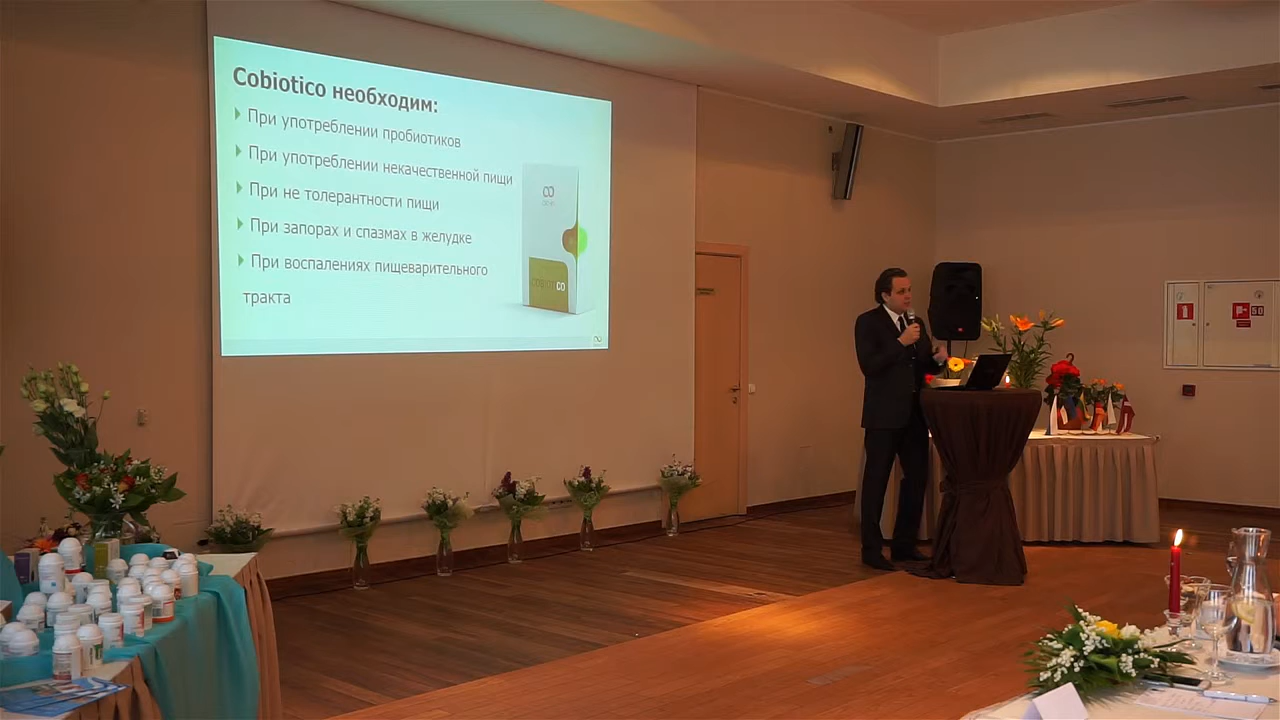 Cobiotico необходим:
При употреблении пробиотиков
При употреблении некачественной пищи
При не толерантности пищи
При запорах и спазмах в желудке
При воспалениях пищеварительного
тракта